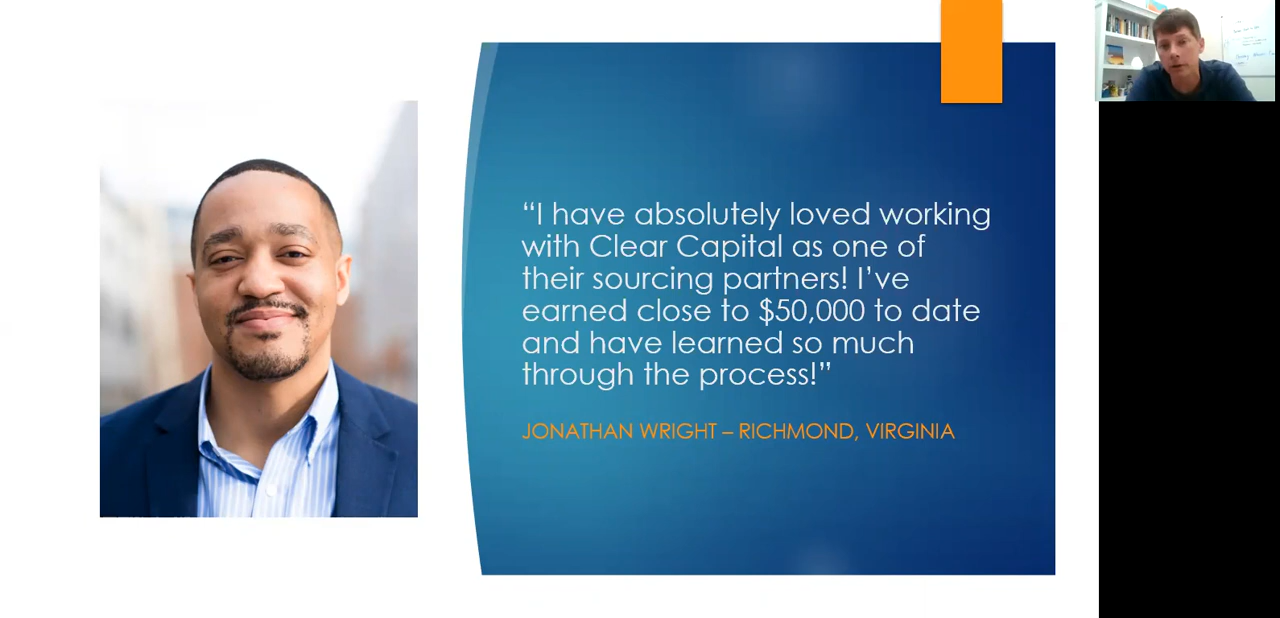 “I have absolutely loved working
with Clear Capital as one of
their sourcing partners! I’ve
earned close to $50,000 to date
and have learned so much
through the process!”
JONATHAN WRIGHT – RICHMOND, VIRGINIA